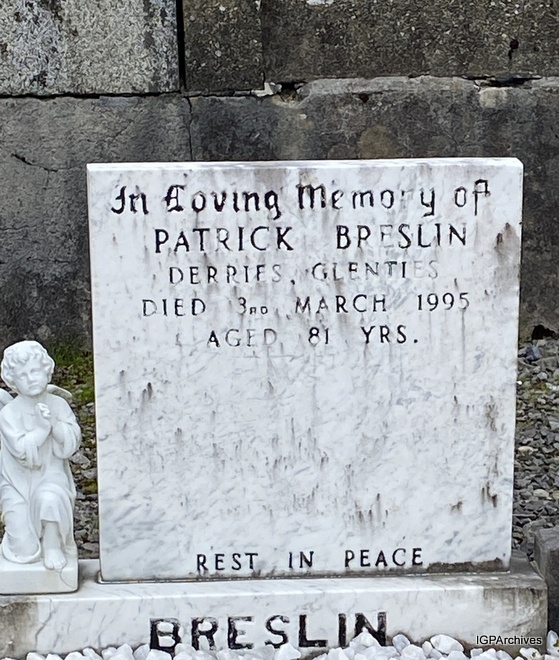 In Loving Memory of
PATRICK BRESLIN
DERRIES, GLENTIES
DIED 3RD MARCH 1995
AGED 81 YRS.
REST IN PEACE
BRESLIN
IGPArchives